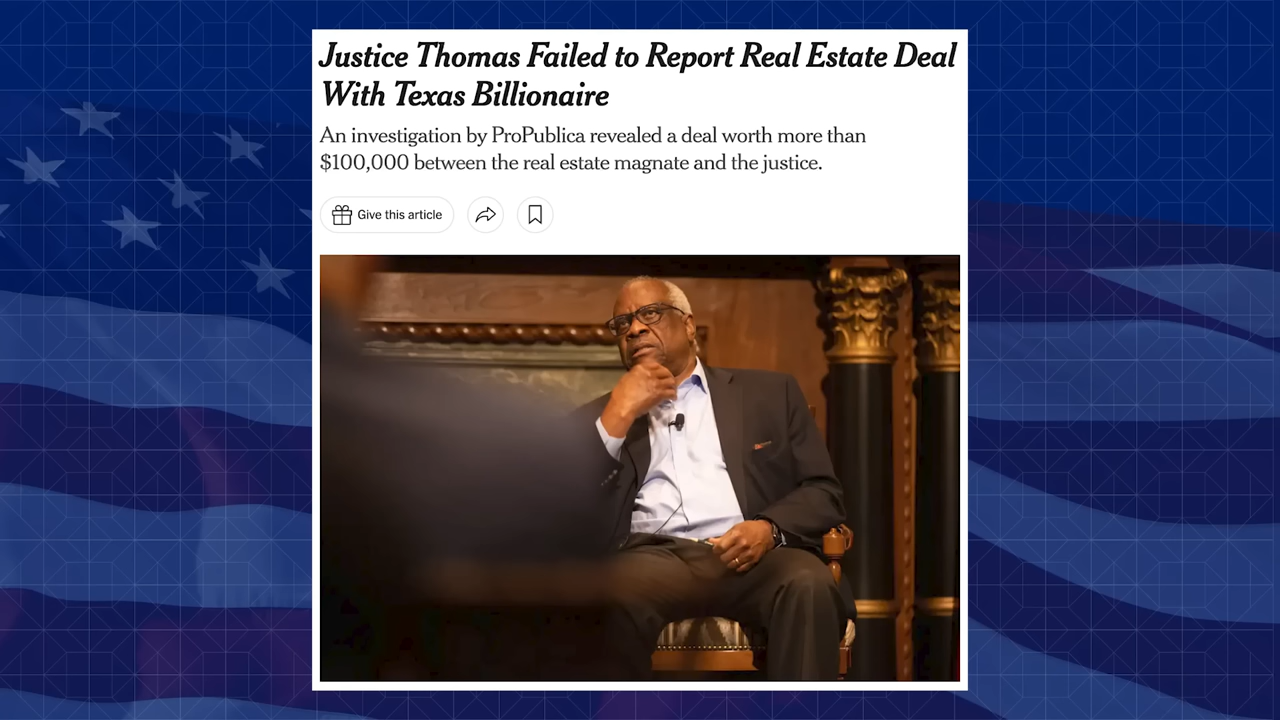 Justice Thomas Failed to Report Real Estate Deal
With Texas Billionaire
An investigation by ProPublica revealed a deal worth more than
$100,000 between the real estate magnate and the justice.
Give this article